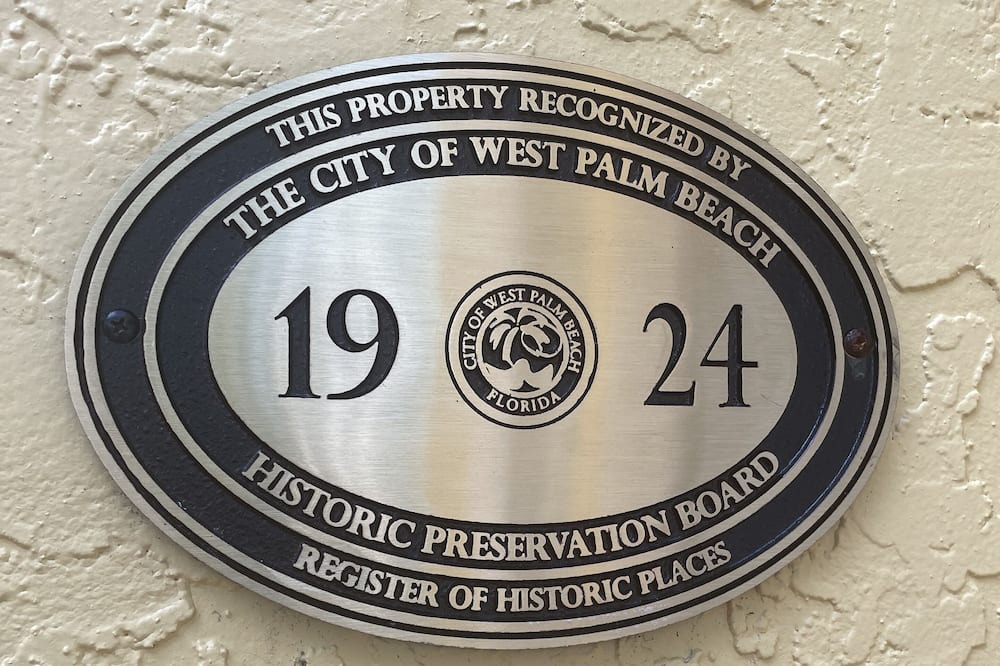 THIS PROPERTY RECOGNIZED BY
THE CITY OF WEST PALM BEACH
19
CITY OF WEST PALM BEACH
FLORIDA
24
HISTORIC PRESERVATION BOARD
REGISTER OF HISTORIC PLACES